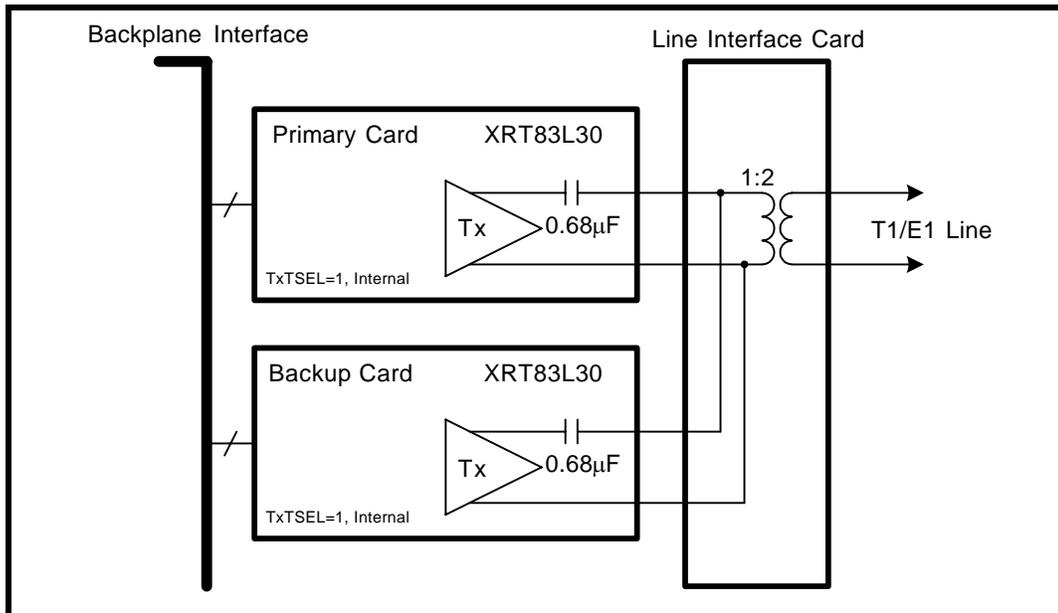 Backplane Interface
Line Interface Card
Primary Card XRT83L30
1:2
Tx
0.68µF
T1/E1 Line
TxTSEL=1, Internal
Backup Card XRT83L30
Tx
0.68µF
TxTSEL=1, Internal